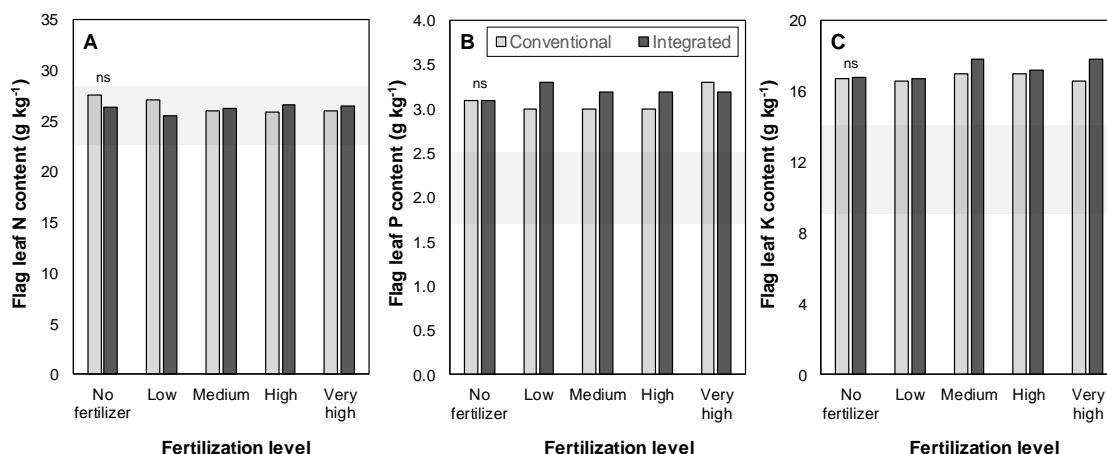 A
ns
Flag leaf N content (g kg⁻¹)
35
30
25
20
15
10
5
0
No fertilizer
Low
Medium
High
Very high
Fertilization level
B
Conventional
Integrated
ns
Flag leaf P content (g kg⁻¹)
4.0
3.5
3.0
2.5
2.0
1.5
1.0
0.5
0.0
No fertilizer
Low
Medium
High
Very high
Fertilization level
C
ns
Flag leaf K content (g kg⁻¹)
20
16
12
8
4
0
No fertilizer
Low
Medium
High
Very high
Fertilization level